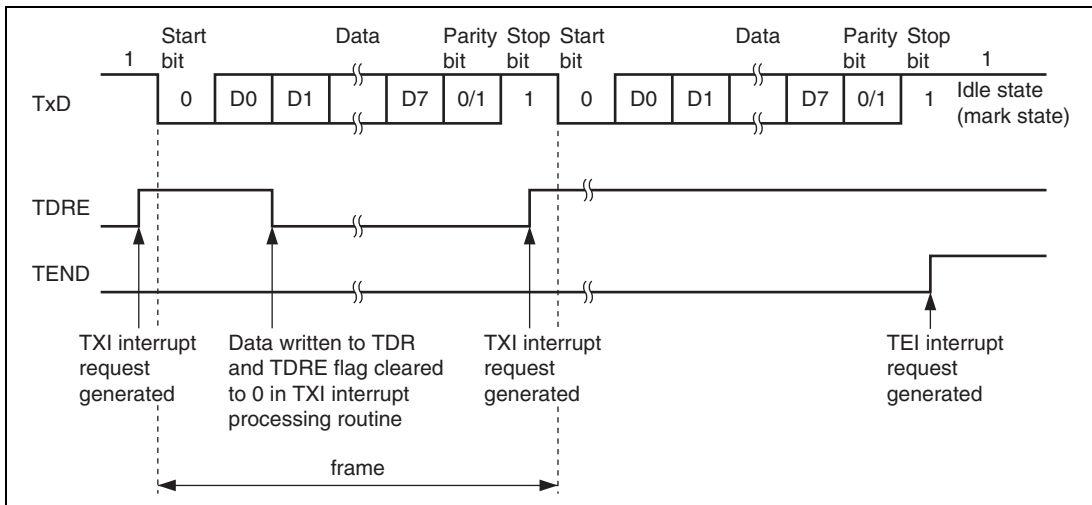 Start Data Parity Stop Start Data Parity Stop
1 bit bit bit bit bit bit 1
TxD 0 D0 D1 D7 0/1 1 0 D0 D1 D7 0/1 1 Idle state
(mark state)
TDRE
TEND
TXI interrupt
request
generated
Data written to TDR
and TDRE flag cleared
to 0 in TXI interrupt
processing routine
TXI interrupt
request
generated
TEI interrupt
request
generated
frame